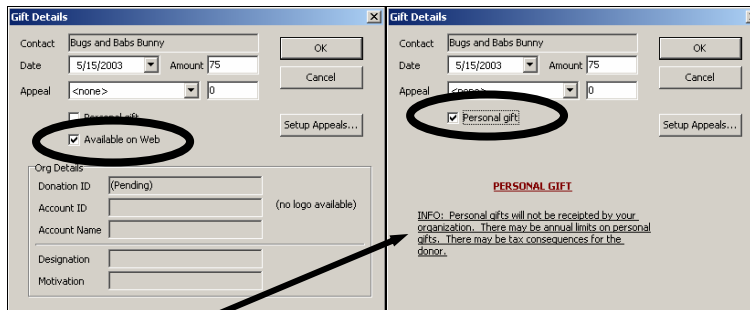 Gift Details
Contact Bugs and Babs Bunny
OK
Date 5/15/2003 Amount 75
Cancel
Appeal <none> 0
Personal gift
Setup Appeals...
Available on Web
Org Details
Donation ID (Pending)
(no logo available)
Account ID
Account Name
Designation
Motivation
Gift Details
Contact Bugs and Babs Bunny
OK
Date 5/15/2003 Amount 75
Cancel
Appeal <none> 0
Personal gift
Setup Appeals...
PERSONAL GIFT
INFO: Personal gifts will not be receipted by your
organization. There may be annual limits on personal
gifts. There may be tax consequences for the
donor.